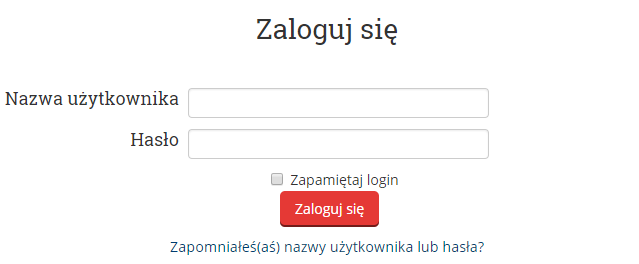 Zaloguj się
Nazwa użytkownika
Hasło
Zapamiętaj login
Zaloguj się
Zapomniałeś(aś) nazwy użytkownika lub hasła?